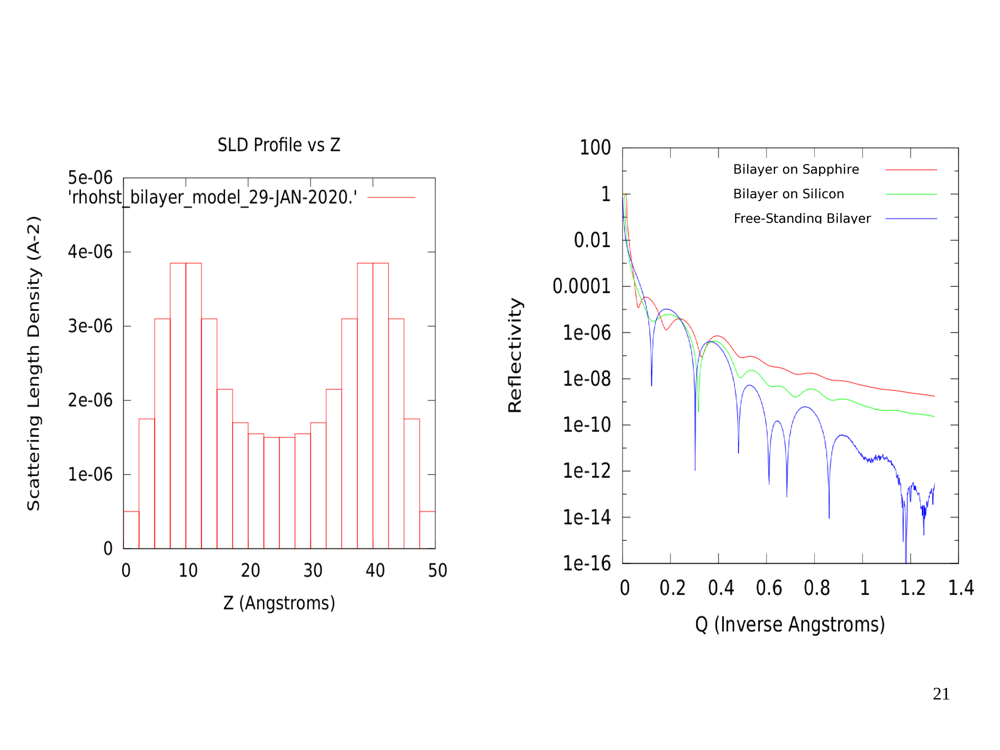 SLD Profile vs Z
5e-06
'rhohst_bilayer_model_29-JAN-2020.'
4e-06
3e-06
2e-06
1e-06
0
0 10 20 30 40 50
Z (Angstroms)
Scattering Length Density (A-2)
100
1
0.01
0.0001
1e-06
1e-08
1e-10
1e-12
1e-14
1e-16
Bilayer on Sapphire
Bilayer on Silicon
Free-Standing Bilayer
0 0.2 0.4 0.6 0.8 1 1.2 1.4
Q (Inverse Angstroms)
Reflectivity
21